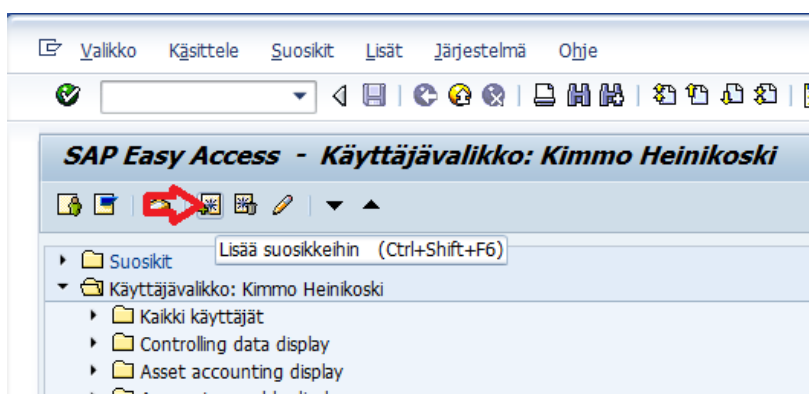 Valikko Käsittele Suosikit Lisät Järjestelmä Ohje
SAP Easy Access - Käyttäjävalikko: Kimmo Heinikoski
Lisää suosikkeihin (Ctrl+Shift+F6)
Suosikit
Käyttäjävalikko: Kimmo Heinikoski
Kaikki käyttäjät
Controlling data display
Asset accounting display